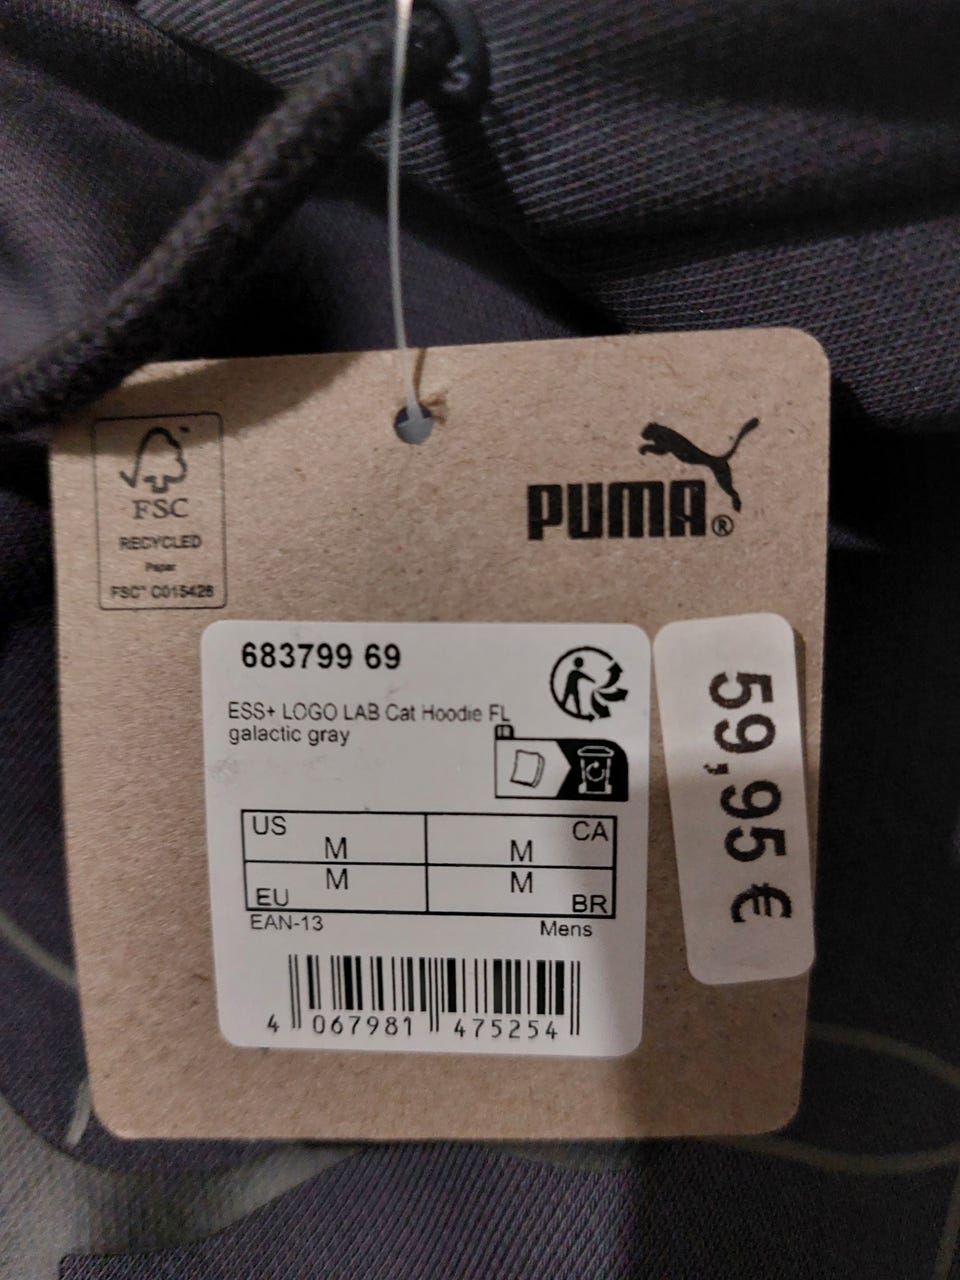 FSC
RECYCLED
Paper
FSC® C015428
PUMA®
683799 69
ESS+ LOGO LAB Cat Hoodie FL
galactic gray
US M M CA
EU M M BR
EAN-13 Mens
4 067981 475254
59,95 €